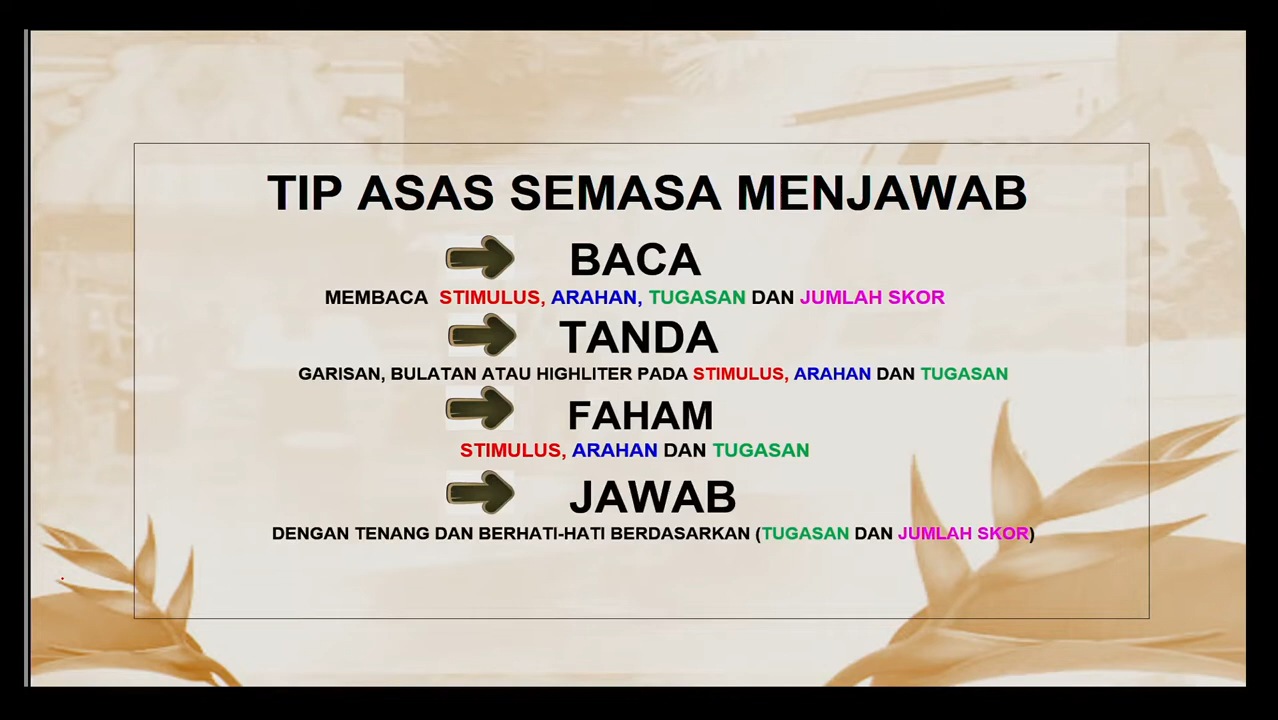 TIP ASAS SEMASA MENJAWAB
BACA
MEMBACA STIMULUS, ARAHAN, TUGASAN DAN JUMLAH SKOR
TANDA
GARISAN, BULATAN ATAU HIGHLITER PADA STIMULUS, ARAHAN DAN TUGASAN
FAHAM
STIMULUS, ARAHAN DAN TUGASAN
JAWAB
DENGAN TENANG DAN BERHATI-HATI BERDASARKAN (TUGASAN DAN JUMLAH SKOR)